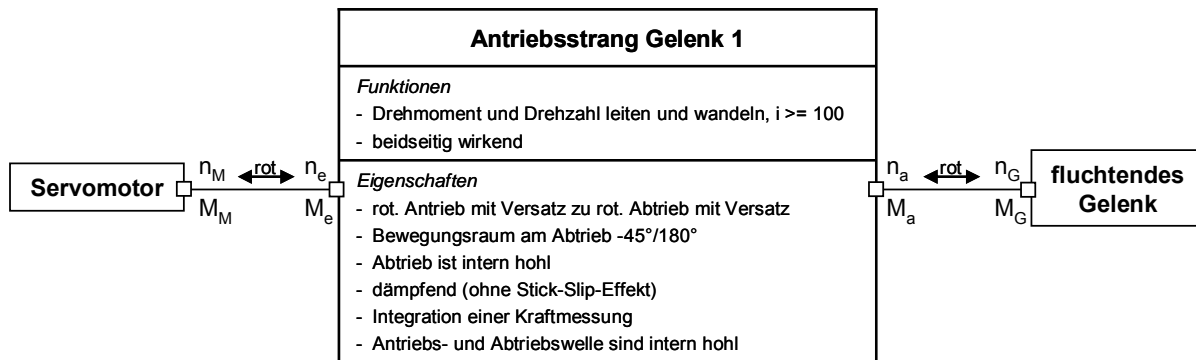 Antriebsstrang Gelenk 1
Funktionen
- Drehmoment und Drehzahl leiten und wandeln, i >= 100
- beidseitig wirkend
Servomotor
n_M rot n_e
M_M M_e
Eigenschaften
- rot. Antrieb mit Versatz zu rot. Abtrieb mit Versatz
- Bewegungsraum am Abtrieb -45°/180°
- Abtrieb ist intern hohl
- dämpfend (ohne Stick-Slip-Effekt)
- Integration einer Kraftmessung
- Antriebs- und Abtriebswelle sind intern hohl
n_a rot n_G
M_a M_G
fluchtendes
Gelenk